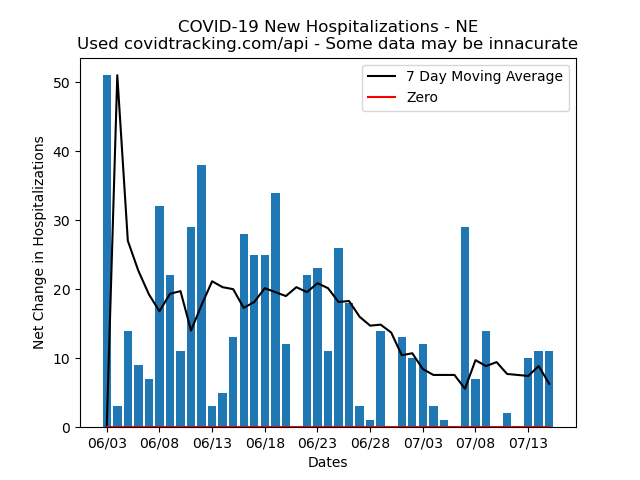 COVID-19 New Hospitalizations - NE
Used covidtracking.com/api - Some data may be innacurate
7 Day Moving Average
Zero
Net Change in Hospitalizations
50
40
30
20
10
0
06/03 06/08 06/13 06/18 06/23 06/28 07/03 07/08 07/13
Dates